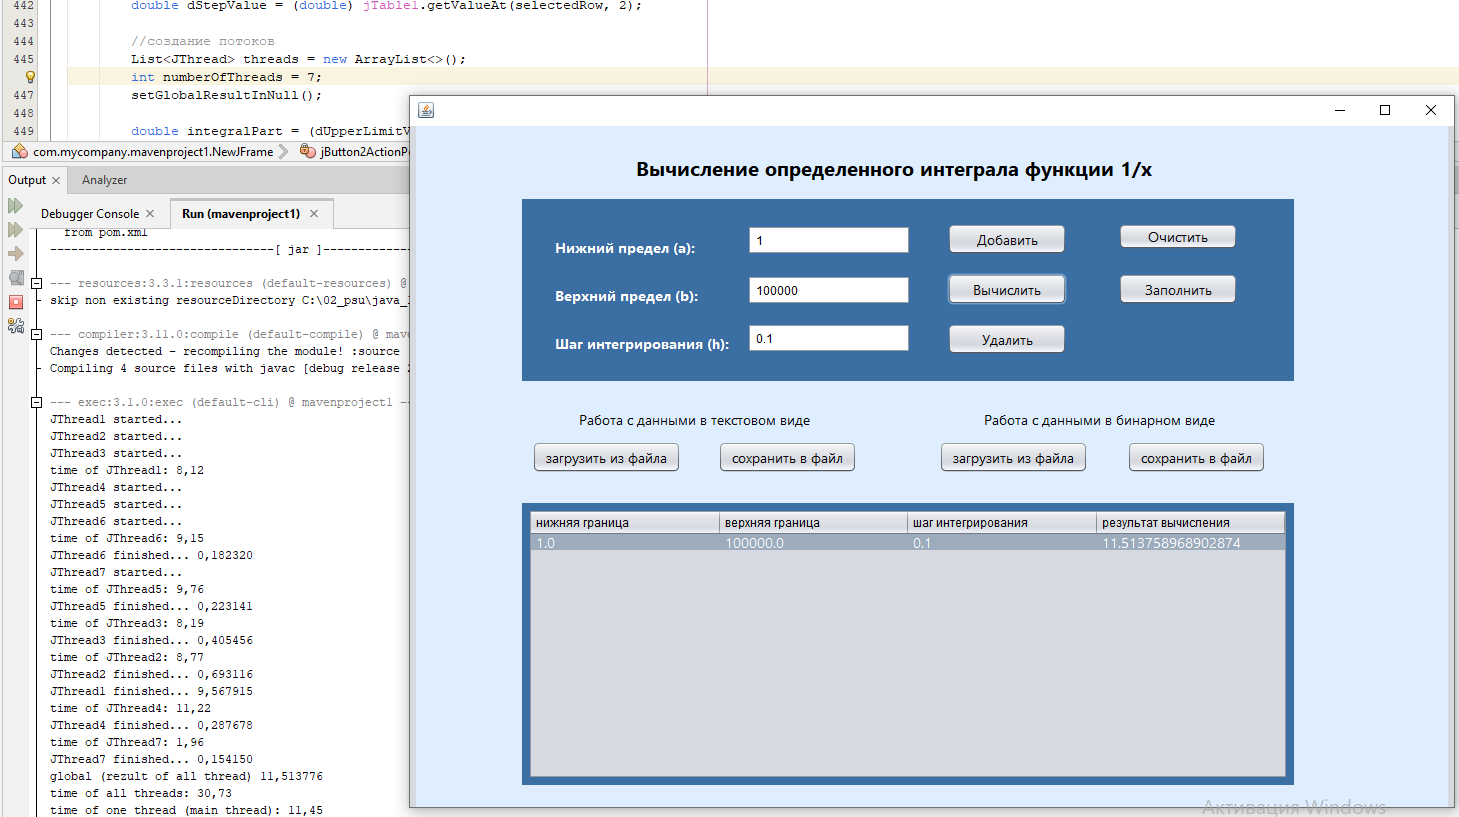 442 double dStepValue = (double) jTable1.getValueAt(selectedRow, 2);
443
444 //создание потоков
445 List<JThread> threads = new ArrayList<>();
int numberOfThreads = 7;
447 setGlobalResultInNull();
448
449 double integralPart = (dUpperLimitV
com.mycompany.mavenproject1.NewJFrame jButton2ActionP
Output Analyzer
Debugger Console Run (mavenproject1)
from pom.xml
--------------------------------[ jar ]------------
--- resources:3.3.1:resources (default-resources) @
skip non existing resourceDirectory C:\02_psu\java_
--- compiler:3.11.0:compile (default-compile) @ mave
Changes detected - recompiling the module! :source
Compiling 4 source files with javac [debug release
--- exec:3.1.0:exec (default-cli) @ mavenproject1 --
JThread1 started...
JThread2 started...
JThread3 started...
time of JThread1: 8,12
JThread4 started...
JThread5 started...
JThread6 started...
time of JThread6: 9,15
JThread6 finished... 0,182320
JThread7 started...
time of JThread5: 9,76
JThread5 finished... 0,223141
time of JThread3: 8,19
JThread3 finished... 0,405456
time of JThread2: 8,77
JThread2 finished... 0,693116
JThread1 finished... 9,567915
time of JThread4: 11,22
JThread4 finished... 0,287678
time of JThread7: 1,96
JThread7 finished... 0,154150
global (rezult of all thread) 11,513776
time of all threads: 30,73
time of one thread (main thread): 11,45
Вычисление определенного интеграла функции 1/x
Нижний предел (a): 1 Добавить Очистить
Верхний предел (b): 100000 Вычислить Заполнить
Шаг интегрирования (h): 0.1 Удалить
Работа с данными в текстовом виде Работа с данными в бинарном виде
загрузить из файла сохранить в файл загрузить из файла сохранить в файл
нижняя граница верхняя граница шаг интегрирования результат вычисления
1.0 100000.0 0.1 11.513758968902874
Активация Windows